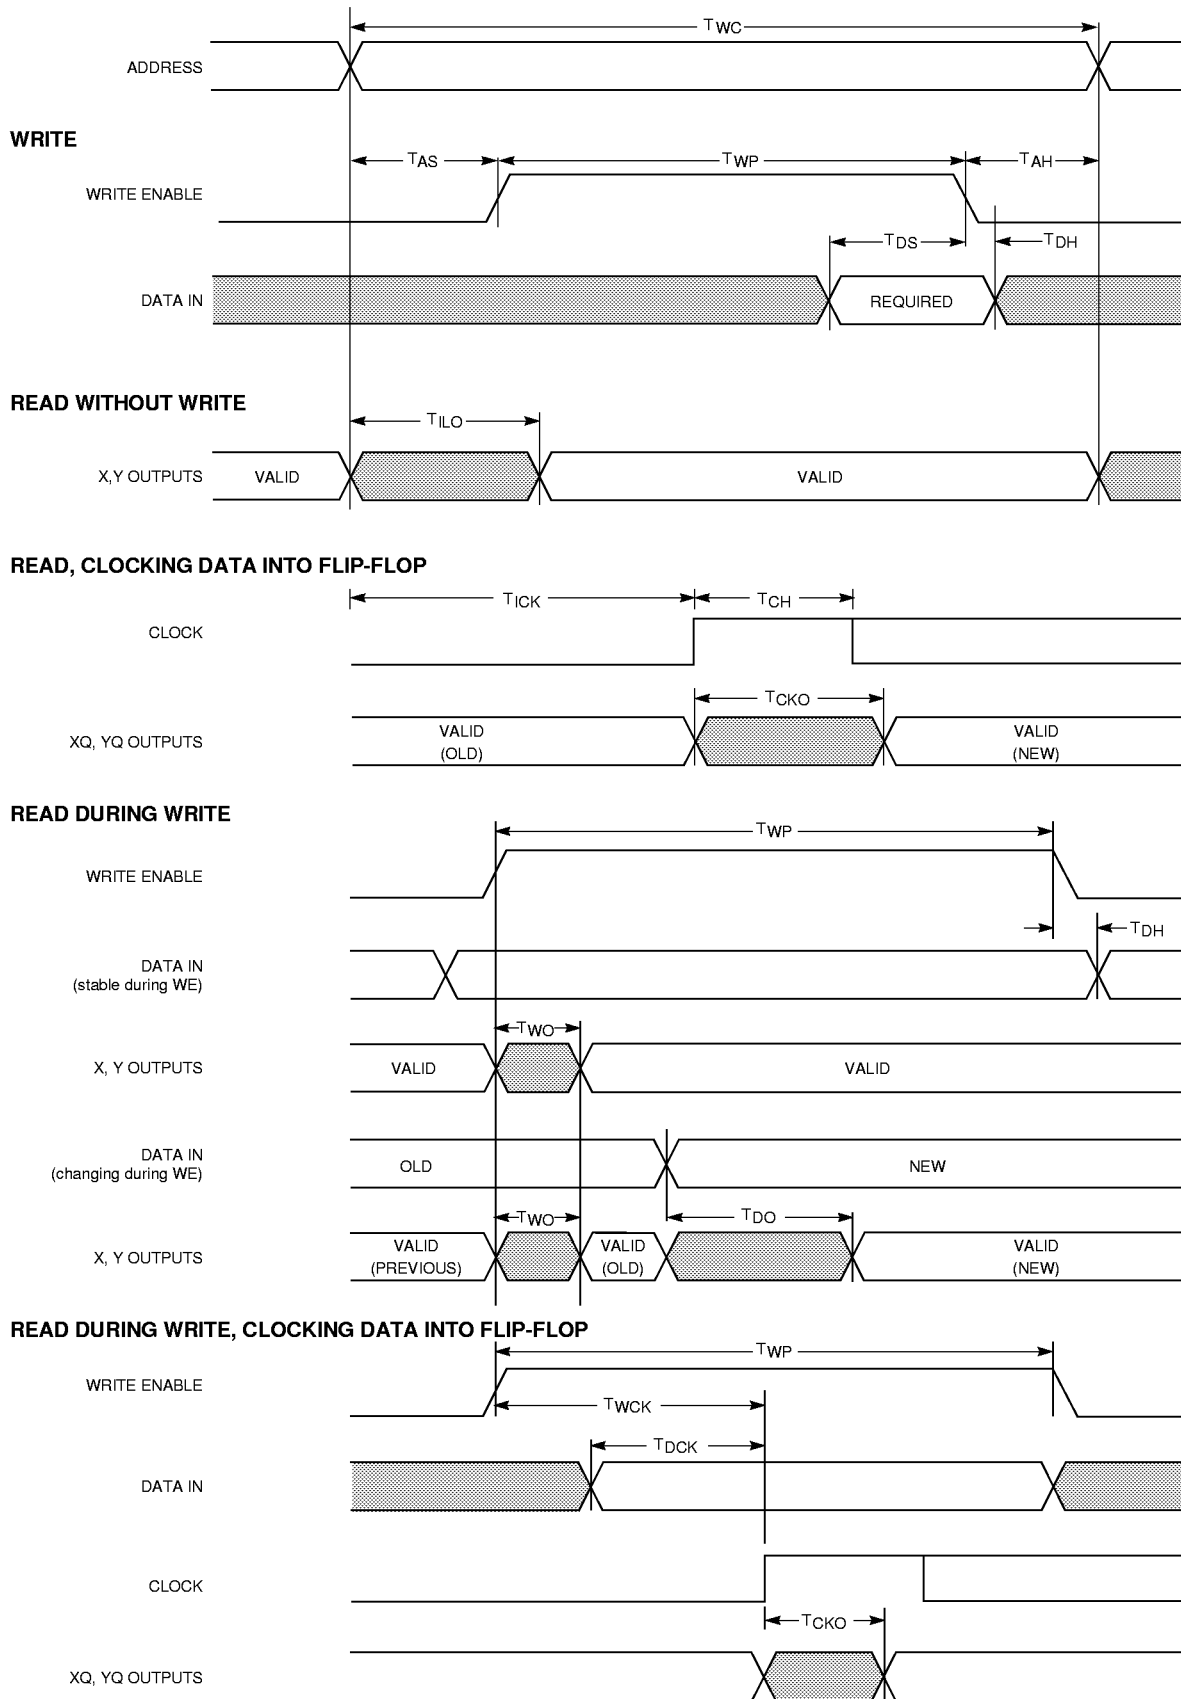 TWC
ADDRESS
WRITE
TAS TWP TAH
WRITE ENABLE
TDS TDH
DATA IN REQUIRED
READ WITHOUT WRITE
TILO
X,Y OUTPUTS VALID VALID
READ, CLOCKING DATA INTO FLIP-FLOP
TICK TCH
CLOCK
TCKO
XQ, YQ OUTPUTS VALID (OLD) VALID (NEW)
READ DURING WRITE
TWP
WRITE ENABLE
TDH
DATA IN
(stable during WE)
TWO
X, Y OUTPUTS VALID VALID
DATA IN
(changing during WE)
OLD NEW
TWO TDO
X, Y OUTPUTS VALID (PREVIOUS) VALID (OLD) VALID (NEW)
READ DURING WRITE, CLOCKING DATA INTO FLIP-FLOP
TWP
WRITE ENABLE
TWCK
TDCK
DATA IN
CLOCK
TCKO
XQ, YQ OUTPUTS